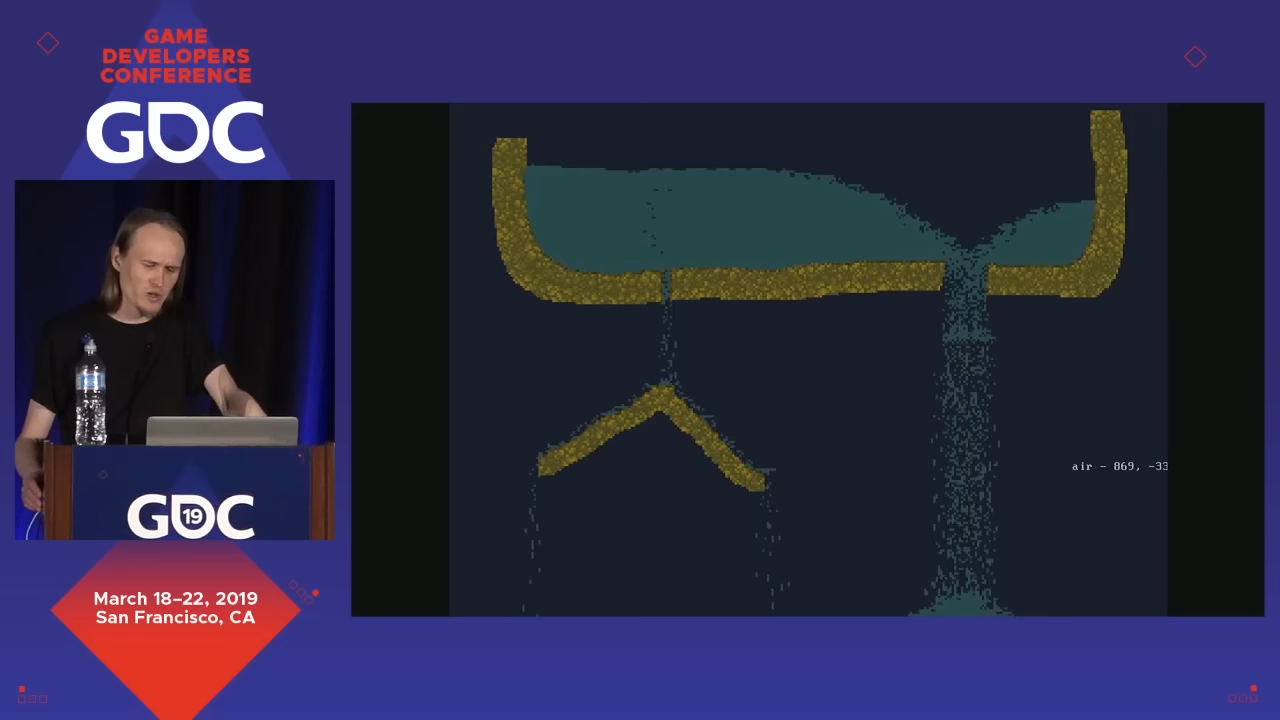 GAME
DEVELOPERS
CONFERENCE
GDC
air - 869, -33
GDC
19
March 18–22, 2019
San Francisco, CA